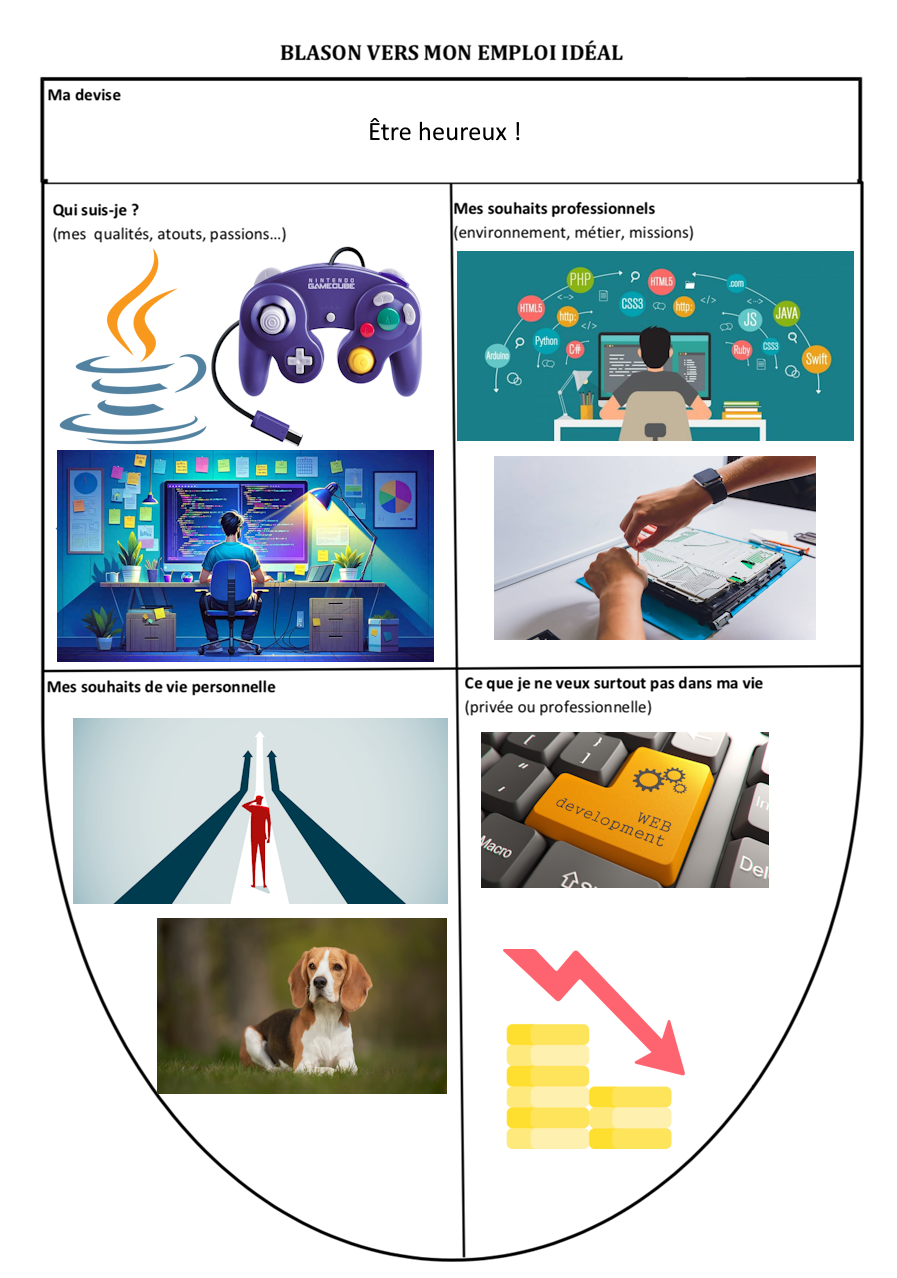 BLASON VERS MON EMPLOI IDÉAL
Ma devise
Être heureux !
Qui suis-je ?
(mes qualités, atouts, passions…)
NINTENDO
GAMECUBE
Mes souhaits professionnels
(environnement, métier, missions)
PHP
HTML5
.com
HTML5
CSS3
http:
http:
JS
JAVA
Arduino
Python
C#
Ruby
CSS3
Swift
Mes souhaits de vie personnelle
Ce que je ne veux surtout pas dans ma vie
(privée ou professionnelle)
WEB
development
Macro
Del